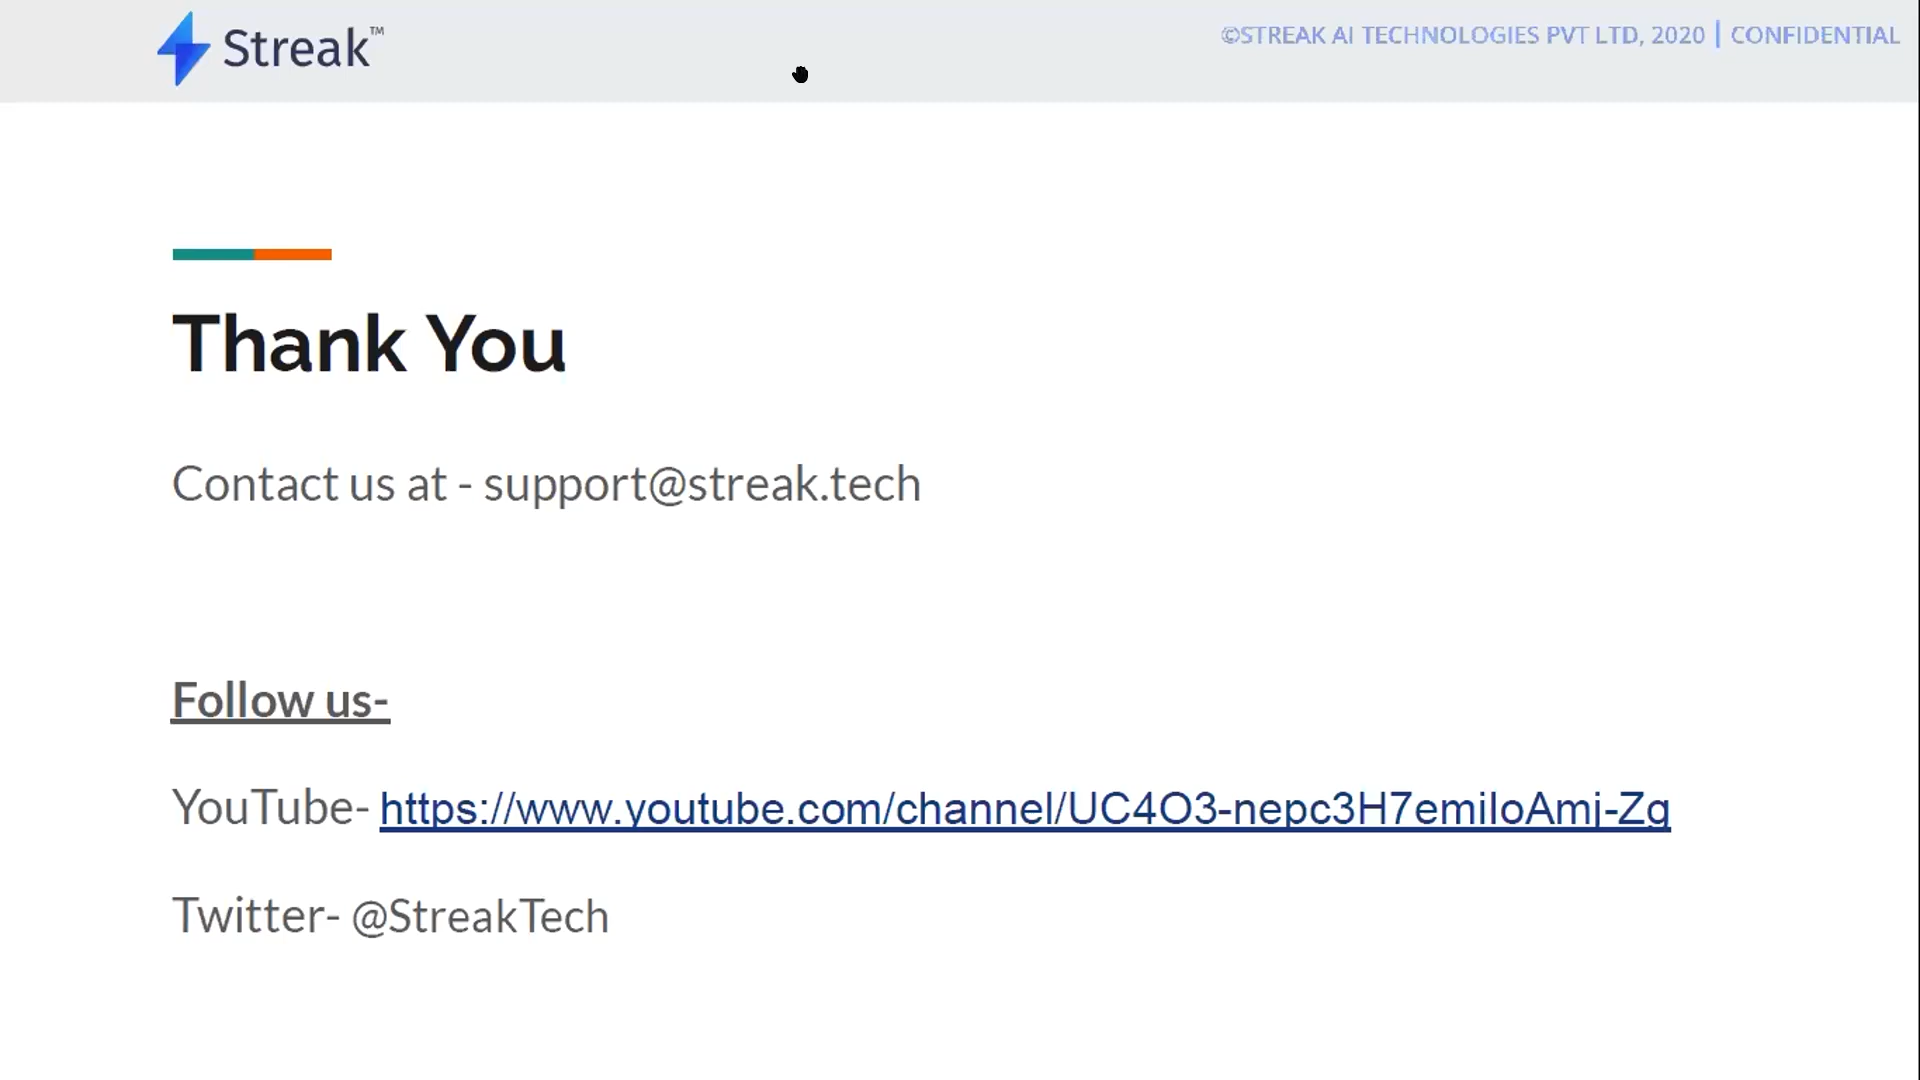 Streak™
©STREAK AI TECHNOLOGIES PVT LTD, 2020 | CONFIDENTIAL
Thank You
Contact us at - support@streak.tech
Follow us-
YouTube- https://www.youtube.com/channel/UC4O3-nepc3H7emiloAmj-Zg
Twitter- @StreakTech